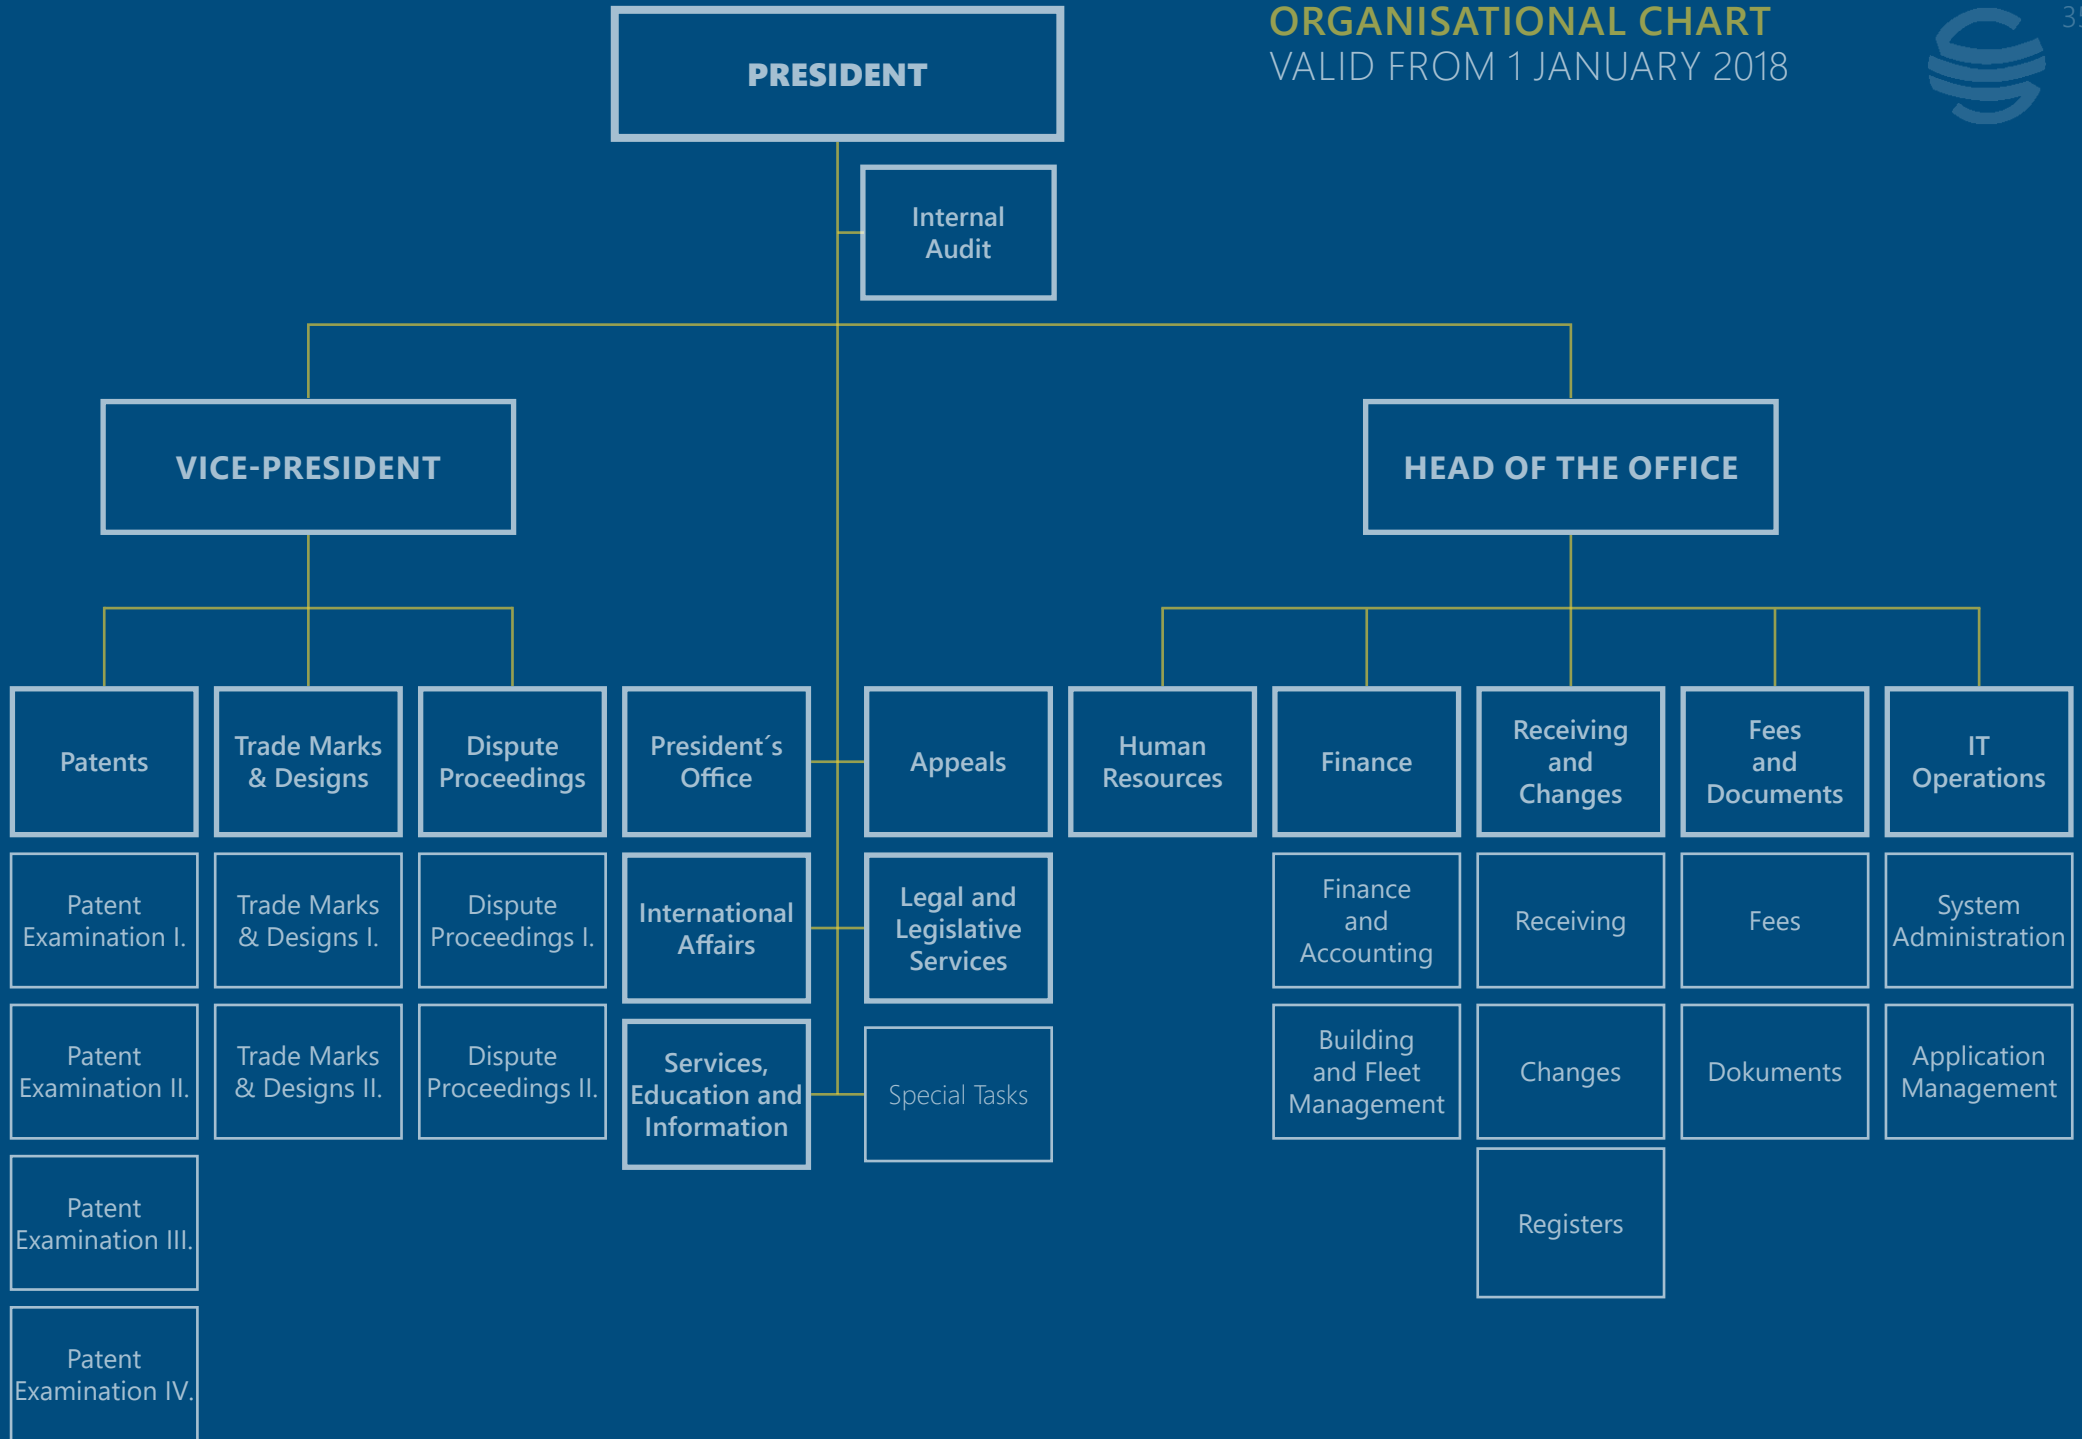 ORGANISATIONAL CHART
VALID FROM 1 JANUARY 2018
35
PRESIDENT
Internal
Audit
VICE-PRESIDENT
HEAD OF THE OFFICE
Patents
Trade Marks
& Designs
Dispute
Proceedings
President´s
Office
Appeals
Human
Resources
Finance
Receiving
and
Changes
Fees
and
Documents
IT
Operations
Patent
Examination I.
Trade Marks
& Designs I.
Dispute
Proceedings I.
International
Affairs
Legal and
Legislative
Services
Finance
and
Accounting
Receiving
Fees
System
Administration
Patent
Examination II.
Trade Marks
& Designs II.
Dispute
Proceedings II.
Services,
Education and
Information
Special Tasks
Building
and Fleet
Management
Changes
Dokuments
Application
Management
Patent
Examination III.
Registers
Patent
Examination IV.